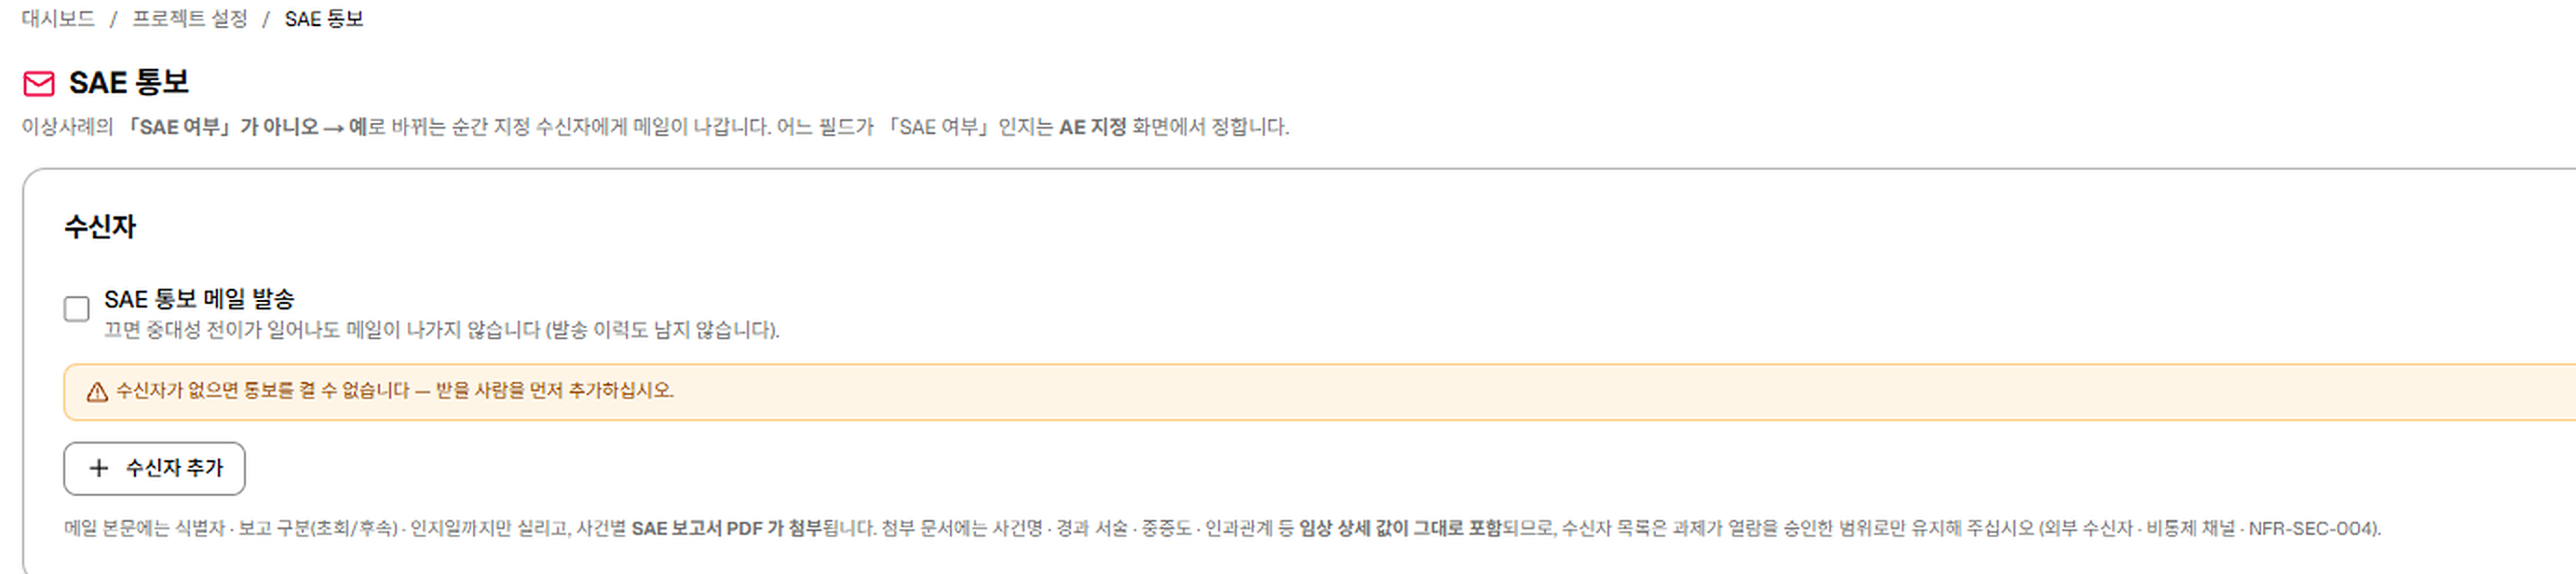 대시보드 / 프로젝트 설정 / SAE 통보
SAE 통보
이상사례의 「SAE 여부」가 아니오 → 예로 바뀌는 순간 지정 수신자에게 메일이 나갑니다. 어느 필드가 「SAE 여부」인지는 AE 지정 화면에서 정합니다.
수신자
SAE 통보 메일 발송
끄면 중대성 전이가 일어나도 메일이 나가지 않습니다 (발송 이력도 남지 않습니다).
수신자가 없으면 통보를 켤 수 없습니다 — 받을 사람을 먼저 추가하십시오.
+ 수신자 추가
메일 본문에는 식별자 · 보고 구분(초회/후속) · 인지일까지만 실리고, 사건별 SAE 보고서 PDF 가 첨부됩니다. 첨부 문서에는 사건명 · 경과 서술 · 중증도 · 인과관계 등 임상 상세 값이 그대로 포함되므로, 수신자 목록은 과제가 열람을 승인한 범위로만 유지해 주십시오 (외부 수신자 · 비통제 채널 · NFR-SEC-004).